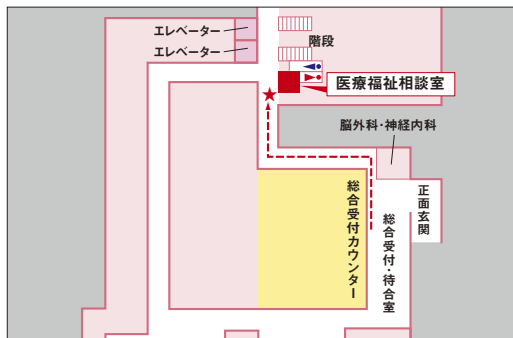 エレベーター
エレベーター
階段
医療福祉相談室
脳外科・神経内科
総合受付カウンター
総合受付・待合室
正面玄関